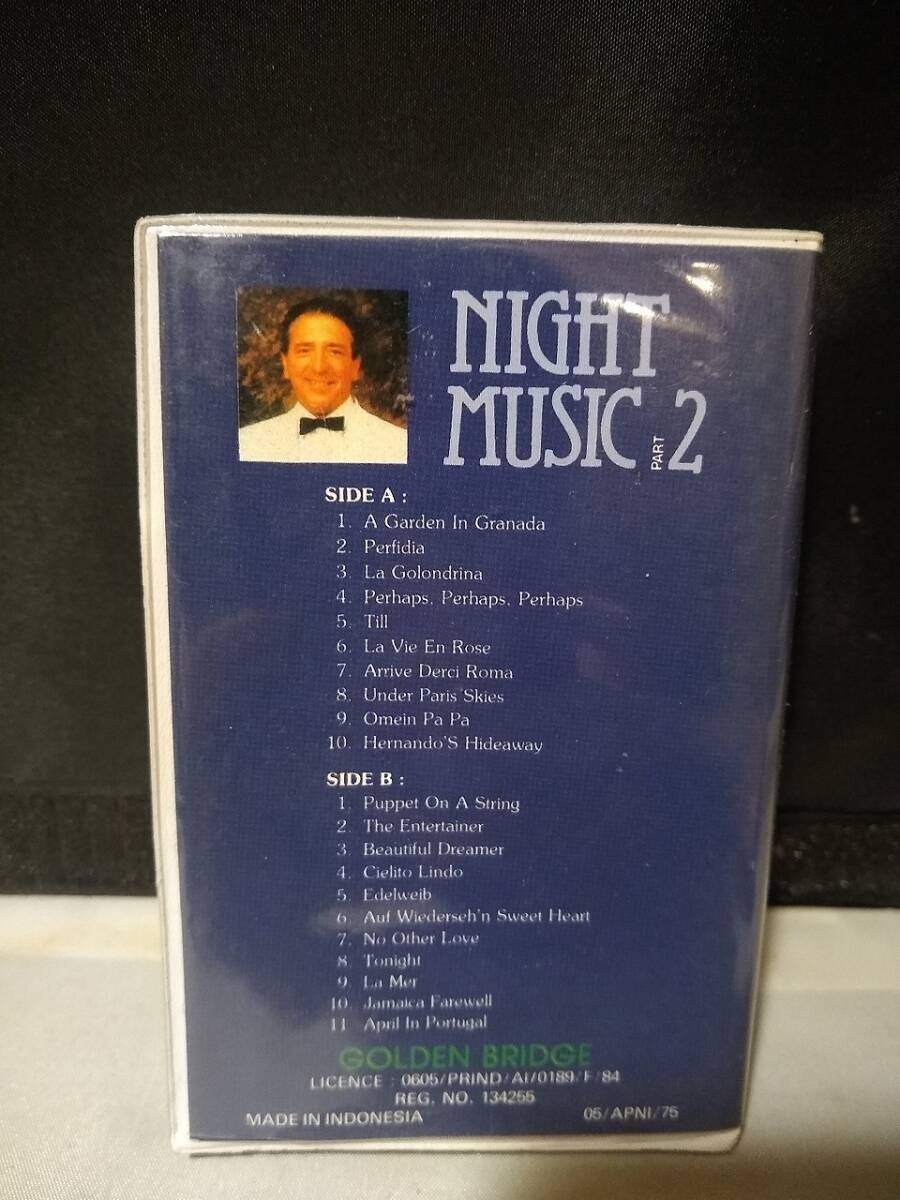 NIGHT
MUSIC PART 2
SIDE A :
1. A Garden In Granada
2. Perfidia
3. La Golondrina
4. Perhaps, Perhaps, Perhaps
5. Till
6. La Vie En Rose
7. Arrive Derci Roma
8. Under Paris Skies
9. Omein Pa Pa
10. Hernando'S Hideaway
SIDE B :
1. Puppet On A String
2. The Entertainer
3. Beautiful Dreamer
4. Cielito Lindo
5. Edelweib
6. Auf Wiederseh'n Sweet Heart
7. No Other Love
8. Tonight
9. La Mer
10. Jamaica Farewell
11 April In Portugal
GOLDEN BRIDGE
LICENCE : 0605/PRIND/AI/0189/F/84
REG. NO. 134255
MADE IN INDONESIA 05/APNI/75